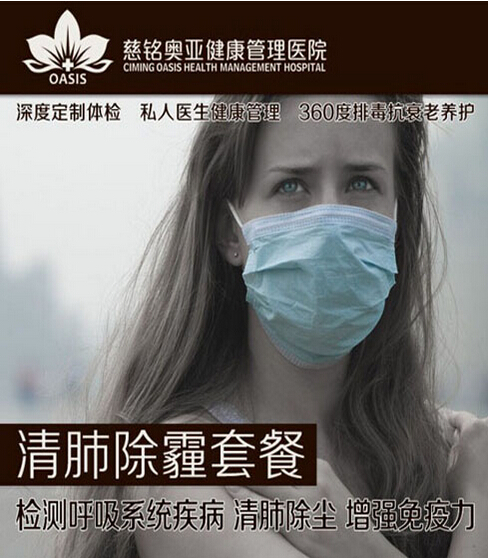 慈铭奥亚健康管理医院
CIMING OASIS HEALTH MANAGEMENT HOSPITAL
OASIS
深度定制体检 私人医生健康管理 360度排毒抗衰老养护
清肺除霾套餐
检测呼吸系统疾病 清肺除尘 增强免疫力